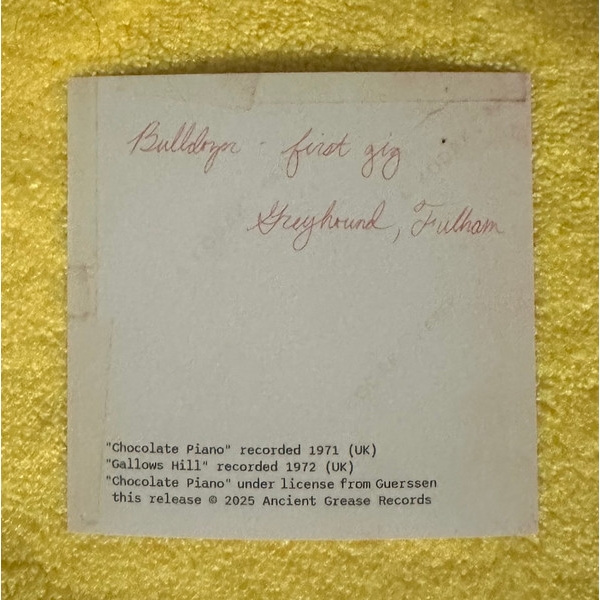 Bulldozer - first gig
Greyhound, Fulham
"Chocolate Piano" recorded 1971 (UK)
"Gallows Hill" recorded 1972 (UK)
"Chocolate Piano" under license from Guerssen
this release © 2025 Ancient Grease Records